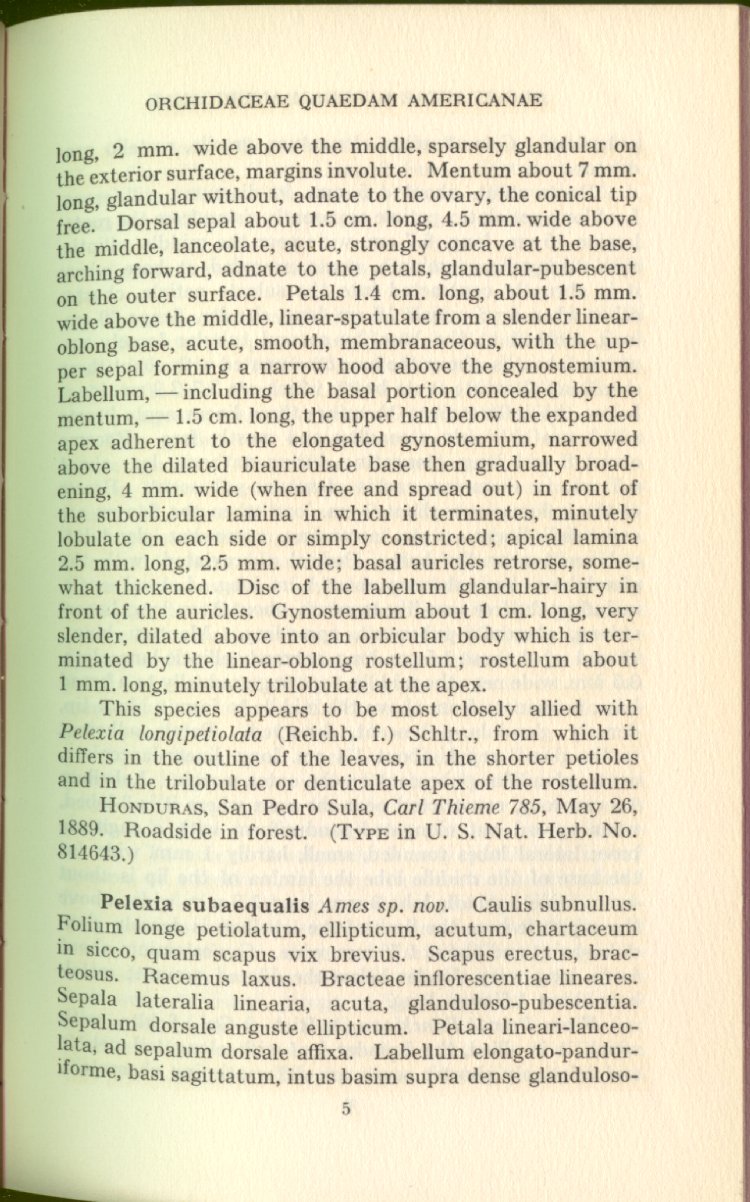 ORCHIDACEAE QUAEDAM AMERICANAE
long, 2 mm. wide above the middle, sparsely glandular on
the exterior surface, margins involute. Mentum about 7 mm.
long, glandular without, adnate to the ovary, the conical tip
free. Dorsal sepal about 1.5 cm. long, 4.5 mm. wide above
the middle, lanceolate, acute, strongly concave at the base,
arching forward, adnate to the petals, glandular-pubescent
on the outer surface. Petals 1.4 cm. long, about 1.5 mm.
wide above the middle, linear-spatulate from a slender linear-
oblong base, acute, smooth, membranaceous, with the up-
per sepal forming a narrow hood above the gynostemium.
Labellum, — including the basal portion concealed by the
mentum, — 1.5 cm. long, the upper half below the expanded
apex adherent to the elongated gynostemium, narrowed
above the dilated biauriculate base then gradually broad-
ening, 4 mm. wide (when free and spread out) in front of
the suborbicular lamina in which it terminates, minutely
lobulate on each side or simply constricted; apical lamina
2.5 mm. long, 2.5 mm. wide; basal auricles retrorse, some-
what thickened. Disc of the labellum glandular-hairy in
front of the auricles. Gynostemium about 1 cm. long, very
slender, dilated above into an orbicular body which is ter-
minated by the linear-oblong rostellum; rostellum about
1 mm. long, minutely trilobulate at the apex.
This species appears to be most closely allied with
Pelexia longipetiolata (Reichb. f.) Schltr., from which it
differs in the outline of the leaves, in the shorter petioles
and in the trilobulate or denticulate apex of the rostellum.
HONDURAS, San Pedro Sula, Carl Thieme 785, May 26,
1889. Roadside in forest. (TYPE in U. S. Nat. Herb. No.
814643.)
Pelexia subaequalis Ames sp. nov. Caulis subnullus.
Folium longe petiolatum, ellipticum, acutum, chartaceum
in sicco, quam scapus vix brevius. Scapus erectus, brac-
teosus. Racemus laxus. Bracteae inflorescentiae lineares.
Sepala lateralia linearia, acuta, glanduloso-pubescentia.
Sepalum dorsale anguste ellipticum. Petala lineari-lanceo-
lata, ad sepalum dorsale affixa. Labellum elongato-pandur-
iforme, basi sagittatum, intus basim supra dense glanduloso-
5